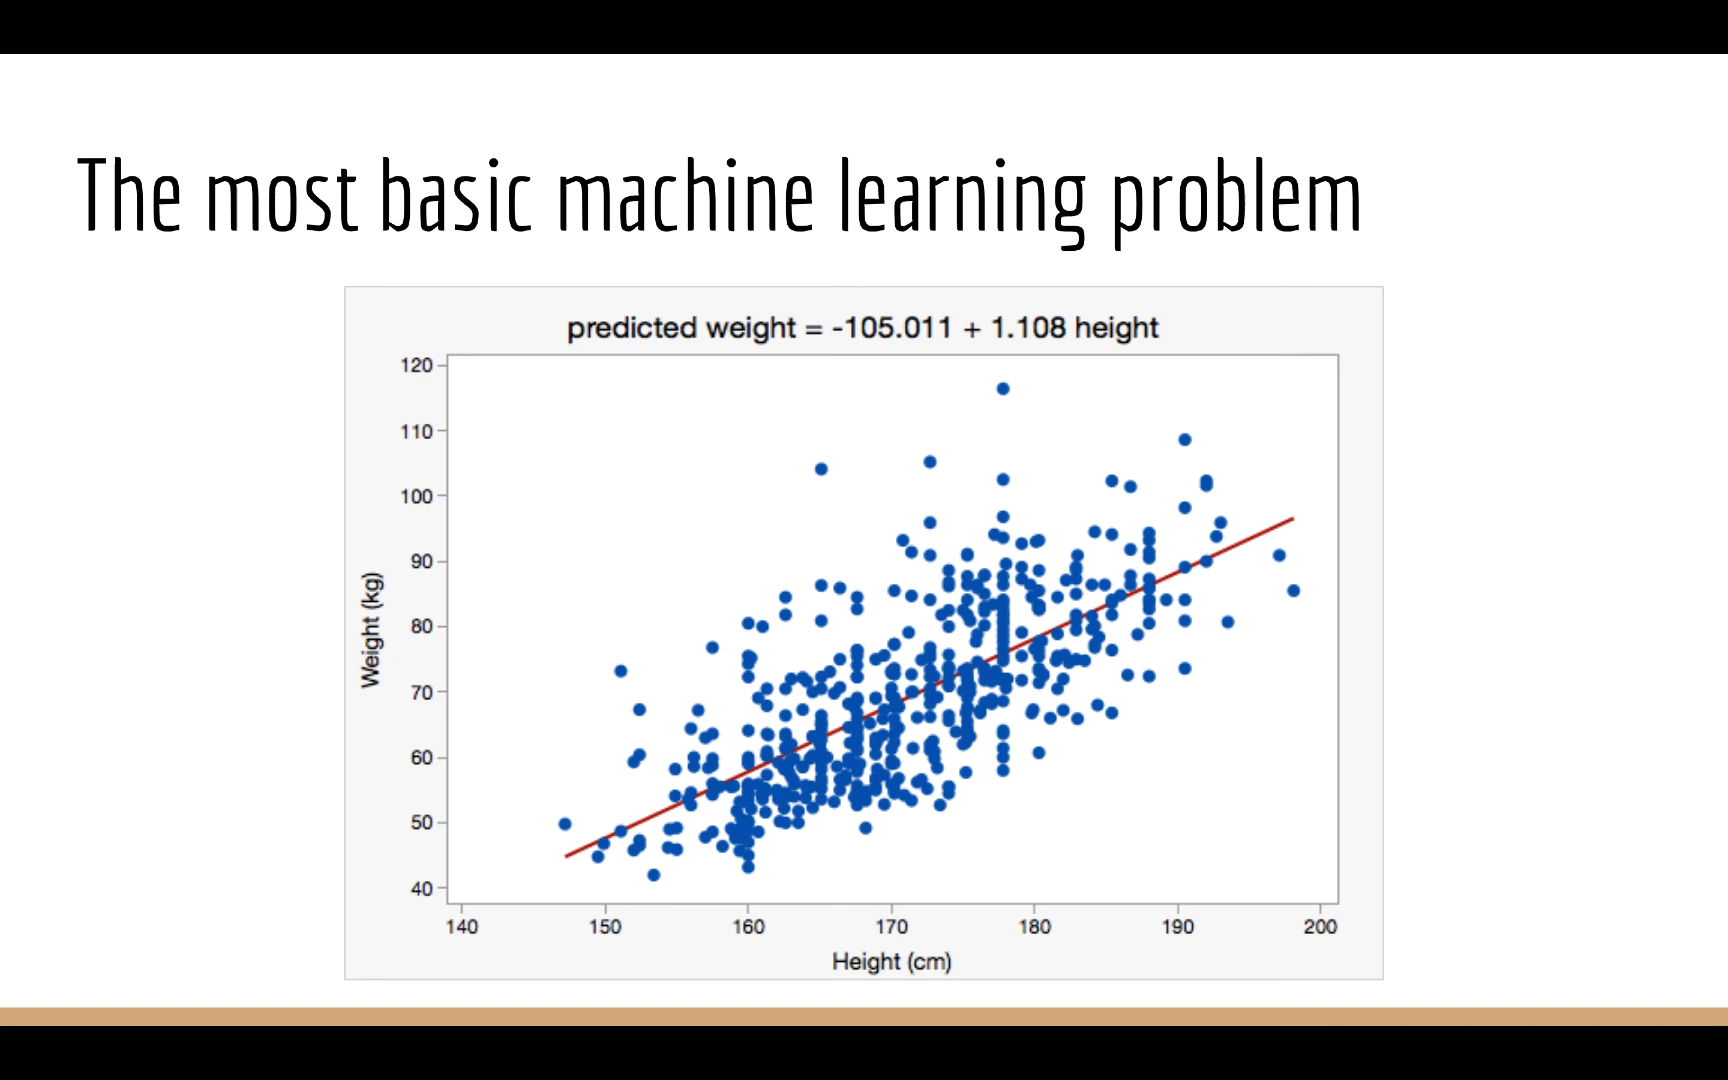 The most basic machine learning problem
predicted weight = -105.011 + 1.108 height
120
110
100
90
80
70
60
50
40
Weight (kg)
140 150 160 170 180 190 200
Height (cm)